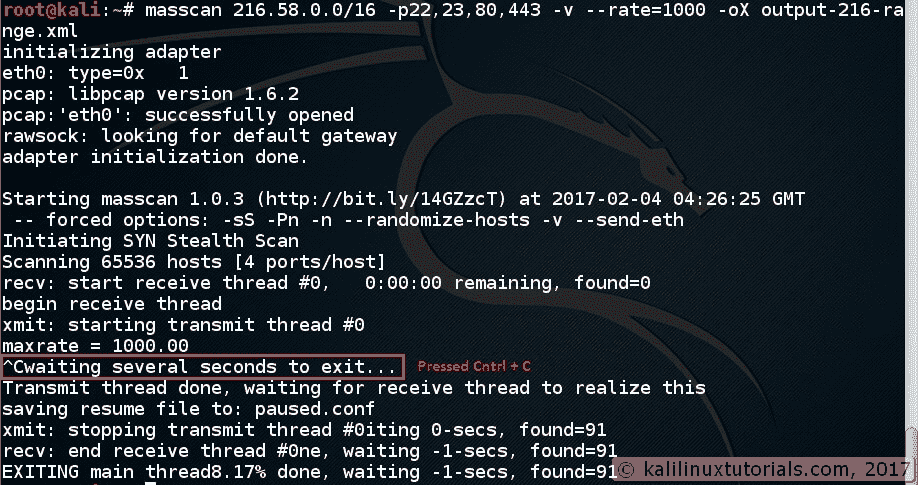 root@kali:~# masscan 216.58.0.0/16 -p22,23,80,443 -v --rate=1000 -oX output-216-ra
nge.xml
initializing adapter
eth0: type=0x   1
pcap: libpcap version 1.6.2
pcap:'eth0': successfully opened
rawsock: looking for default gateway
adapter initialization done.

Starting masscan 1.0.3 (http://bit.ly/14GZzcT) at 2017-02-04 04:26:25 GMT
 -- forced options: -sS -Pn -n --randomize-hosts -v --send-eth
Initiating SYN Stealth Scan
Scanning 65536 hosts [4 ports/host]
recv: start receive thread #0,   0:00:00 remaining, found=0
begin receive thread
xmit: starting transmit thread #0
maxrate = 1000.00
^Cwaiting several seconds to exit... Pressed Cntrl + C
Transmit thread done, waiting for receive thread to realize this
saving resume file to: paused.conf
xmit: stopping transmit thread #0iting 0-secs, found=91
recv: end receive thread #0ne, waiting -1-secs, found=91
EXITING main thread8.17% done, waiting -1-secs, found=91
© kalilinuxtutorials.com, 2017